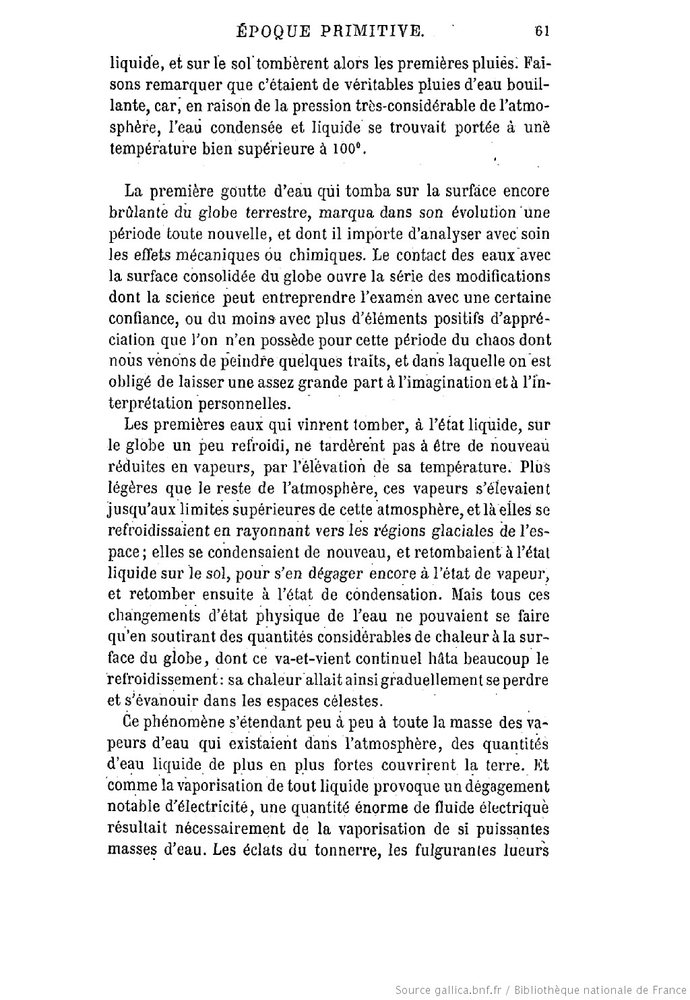 ÉPOQUE PRIMITIVE. 61
liquide, et sur le sol tombèrent alors les premières pluies. Fai-
sons remarquer que c'étaient de véritables pluies d'eau bouil-
lante, car, en raison de la pression très-considérable de l'atmo-
sphère, l'eau condensée et liquide se trouvait portée à une
température bien supérieure à 100°.
La première goutte d'eau qui tomba sur la surface encore
brûlante du globe terrestre, marqua dans son évolution une
période toute nouvelle, et dont il importe d'analyser avec soin
les effets mécaniques ou chimiques. Le contact des eaux avec
la surface consolidée du globe ouvre la série des modifications
dont la science peut entreprendre l'examen avec une certaine
confiance, ou du moins avec plus d'éléments positifs d'appré-
ciation que l'on n'en possède pour cette période du chaos dont
nous venons de peindre quelques traits, et dans laquelle on est
obligé de laisser une assez grande part à l'imagination et à l'in-
terprétation personnelles.
Les premières eaux qui vinrent tomber, à l'état liquide, sur
le globe un peu refroidi, ne tardèrent pas à être de nouveau
réduites en vapeurs, par l'élévation de sa température. Plus
légères que le reste de l'atmosphère, ces vapeurs s'élevaient
jusqu'aux limites supérieures de cette atmosphère, et là elles se
refroidissaient en rayonnant vers les régions glaciales de l'es-
pace; elles se condensaient de nouveau, et retombaient à l'état
liquide sur le sol, pour s'en dégager encore à l'état de vapeur,
et retomber ensuite à l'état de condensation. Mais tous ces
changements d'état physique de l'eau ne pouvaient se faire
qu'en soutirant des quantités considérables de chaleur à la sur-
face du globe, dont ce va-et-vient continuel hâta beaucoup le
refroidissement: sa chaleur allait ainsi graduellement se perdre
et s'évanouir dans les espaces célestes.
Ce phénomène s'étendant peu à peu à toute la masse des va-
peurs d'eau qui existaient dans l'atmosphère, des quantités
d'eau liquide de plus en plus fortes couvrirent la terre. Et
comme la vaporisation de tout liquide provoque un dégagement
notable d'électricité, une quantité énorme de fluide électrique
résultait nécessairement de la vaporisation de si puissantes
masses d'eau. Les éclats du tonnerre, les fulgurantes lueurs
Source gallica.bnf.fr / Bibliothèque nationale de France